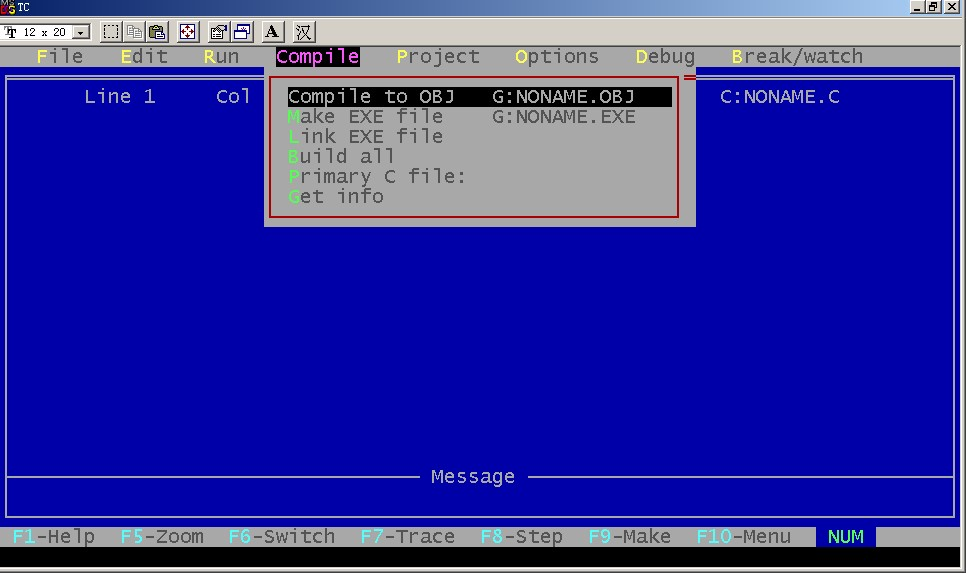 TC
12 x 20 A 汉
File Edit Run Compile Project Options Debug Break/watch
Line 1 Col C:NONAME.C
Compile to OBJ G:NONAME.OBJ
Make EXE file G:NONAME.EXE
Link EXE file
Build all
Primary C file:
Get info
Message
F1-Help F5-Zoom F6-Switch F7-Trace F8-Step F9-Make F10-Menu NUM